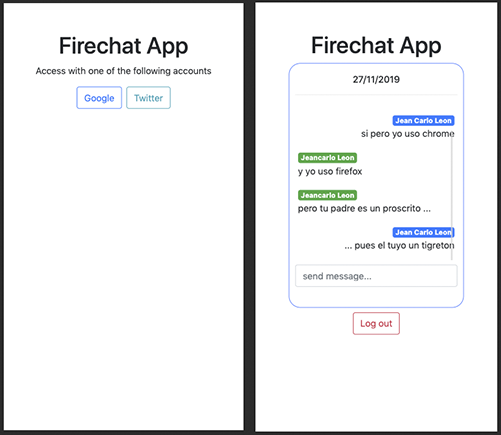 Firechat App
Access with one of the following accounts
Google
Twitter
Firechat App
27/11/2019
Jean Carlo Leon
si pero yo uso chrome
Jeancarlo Leon
y yo uso firefox
Jeancarlo Leon
pero tu padre es un proscrito ...
Jean Carlo Leon
... pues el tuyo un tigreton
send message...
Log out